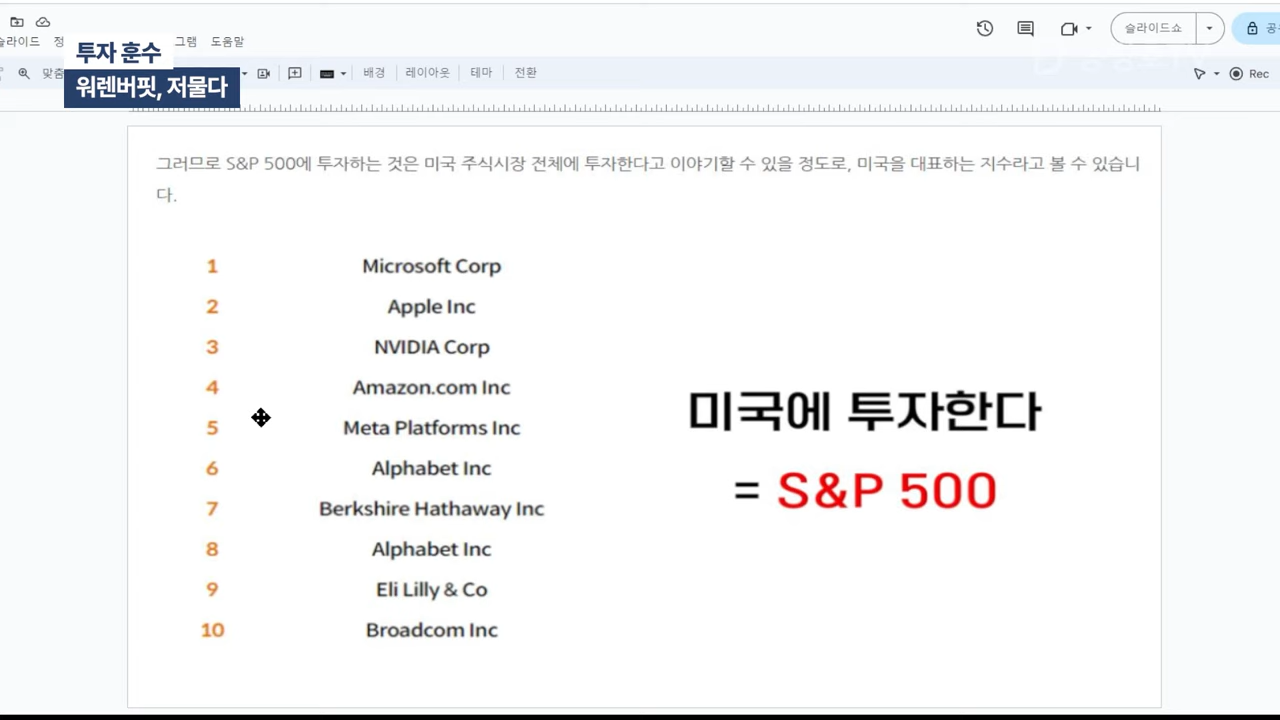 슬라이드
그램
도움말
슬라이드쇼
투자 훈수
맞춤
배경
레이아웃
테마
전환
Rec
워렌버핏, 저물다
그러므로 S&P 500에 투자하는 것은 미국 주식시장 전체에 투자한다고 이야기할 수 있을 정도로, 미국을 대표하는 지수라고 볼 수 있습니
다.
1 Microsoft Corp
2 Apple Inc
3 NVIDIA Corp
4 Amazon.com Inc
5 Meta Platforms Inc
6 Alphabet Inc
7 Berkshire Hathaway Inc
8 Alphabet Inc
9 Eli Lilly & Co
10 Broadcom Inc
미국에 투자한다
= S&P 500